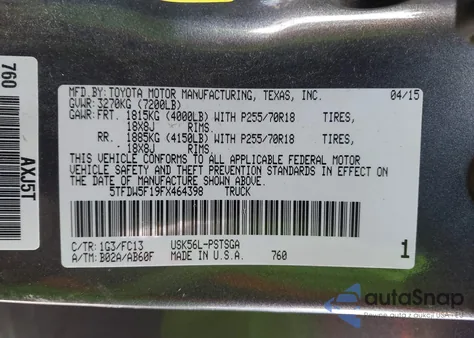 MFD.BY: TOYOTA MOTOR MANUFACTURING, TEXAS, INC. 04/15
GVWR: 3270KG (7200LB)
GAWR: FRT. 1815KG (4000LB) WITH P255/70R18 TIRES,
18X8J RIMS.
RR. 1885KG (4150LB) WITH P255/70R18 TIRES,
18X8J RIMS.
THIS VEHICLE CONFORMS TO ALL APPLICABLE FEDERAL MOTOR
VEHICLE SAFETY AND THEFT PREVENTION STANDARDS IN EFFECT
ON THE DATE OF MANUFACTURE SHOWN ABOVE.
5TFDW5F19FX464398 TRUCK
C/TR: 1G3/FC13 USK56L-PSTSGA
A/TM: B02A/AB60F MADE IN U.S.A. 760 1
760
AXJ5T
autoSnap